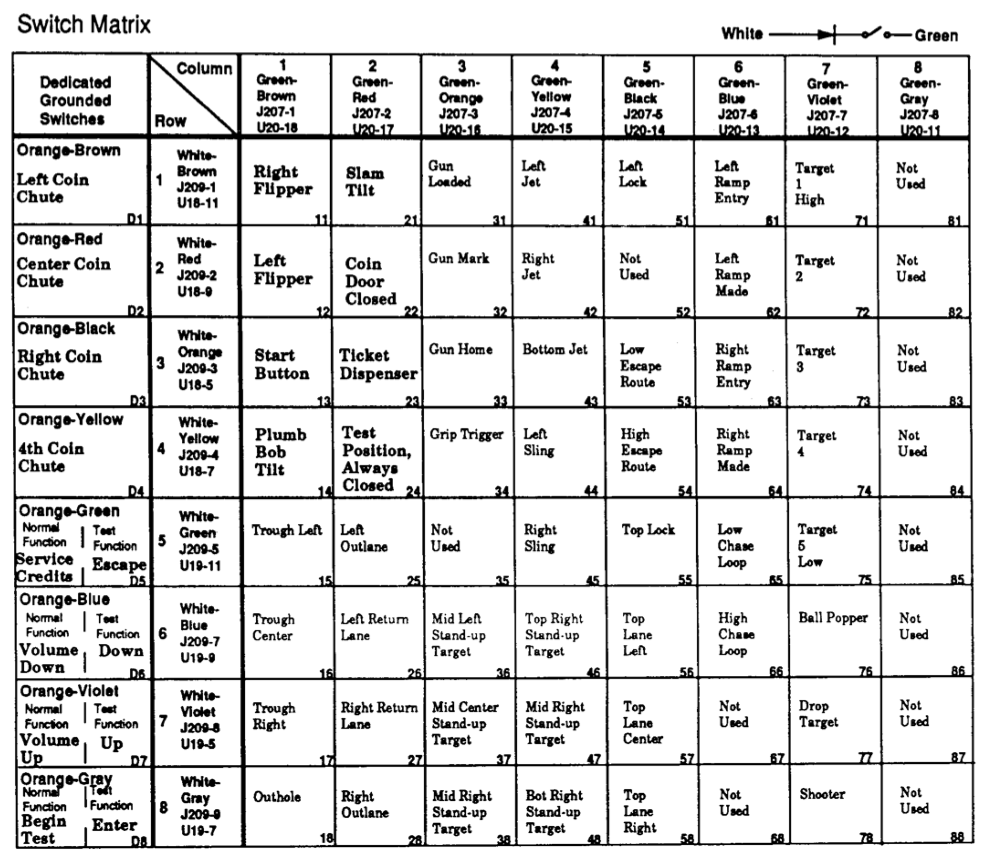 Switch Matrix
White
Green
Dedicated
Grounded
Switches
Column
Row
1
Green-
Brown
J207-1
U20-18
2
Green-
Red
J207-2
U20-17
3
Green-
Orange
J207-3
U20-16
4
Green-
Yellow
J207-4
U20-15
5
Green-
Black
J207-5
U20-14
6
Green-
Blue
J207-6
U20-13
7
Green-
Violet
J207-7
U20-12
8
Green-
Gray
J207-8
U20-11
Orange-Brown
Left Coin
Chute
D1
1
White-
Brown
J209-1
U18-11
Right
Flipper
11
Slam
Tilt
21
Gun
Loaded
31
Left
Jet
41
Left
Lock
51
Left
Ramp
Entry
61
Target
1
High
71
Not
Used
81
Orange-Red
Center Coin
Chute
D2
2
White-
Red
J209-2
U18-9
Left
Flipper
12
Coin
Door
Closed
22
Gun Mark
32
Right
Jet
42
Not
Used
52
Left
Ramp
Made
62
Target
2
72
Not
Used
82
Orange-Black
Right Coin
Chute
D3
3
White-
Orange
J209-3
U18-5
Start
Button
13
Ticket
Dispenser
23
Gun Home
33
Bottom Jet
43
Low
Escape
Route
53
Right
Ramp
Entry
63
Target
3
73
Not
Used
83
Orange-Yellow
4th Coin
Chute
D4
4
White-
Yellow
J209-4
U18-7
Plumb
Bob
Tilt
14
Test
Position,
Always
Closed
24
Grip Trigger
34
Left
Sling
44
High
Escape
Route
54
Right
Ramp
Made
64
Target
4
74
Not
Used
84
Orange-Green
Normal
Function
Test
Function
Service
Credits
Escape
D5
5
White-
Green
J209-5
U19-11
Trough Left
15
Left
Outlane
25
Not
Used
35
Right
Sling
45
Top Lock
55
Low
Chase
Loop
65
Target
5
Low
75
Not
Used
85
Orange-Blue
Normal
Function
Test
Function
Volume
Down
Down
D6
6
White-
Blue
J209-7
U19-9
Trough
Center
16
Left Return
Lane
26
Mid Left
Stand-up
Target
36
Top Right
Stand-up
Target
46
Top
Lane
Left
56
High
Chase
Loop
66
Ball Popper
76
Not
Used
86
Orange-Violet
Normal
Function
Test
Function
Volume
Up
Up
D7
7
White-
Violet
J209-8
U19-5
Trough
Right
17
Right Return
Lane
27
Mid Center
Stand-up
Target
37
Mid Right
Stand-up
Target
47
Top
Lane
Center
57
Not
Used
67
Drop
Target
77
Not
Used
87
Orange-Gray
Normal
Function
Test
Function
Begin
Test
Enter
D8
8
White-
Gray
J209-9
U19-7
Outhole
18
Right
Outlane
28
Mid Right
Stand-up
Target
38
Bot Right
Stand-up
Target
48
Top
Lane
Right
58
Not
Used
68
Shooter
78
Not
Used
88